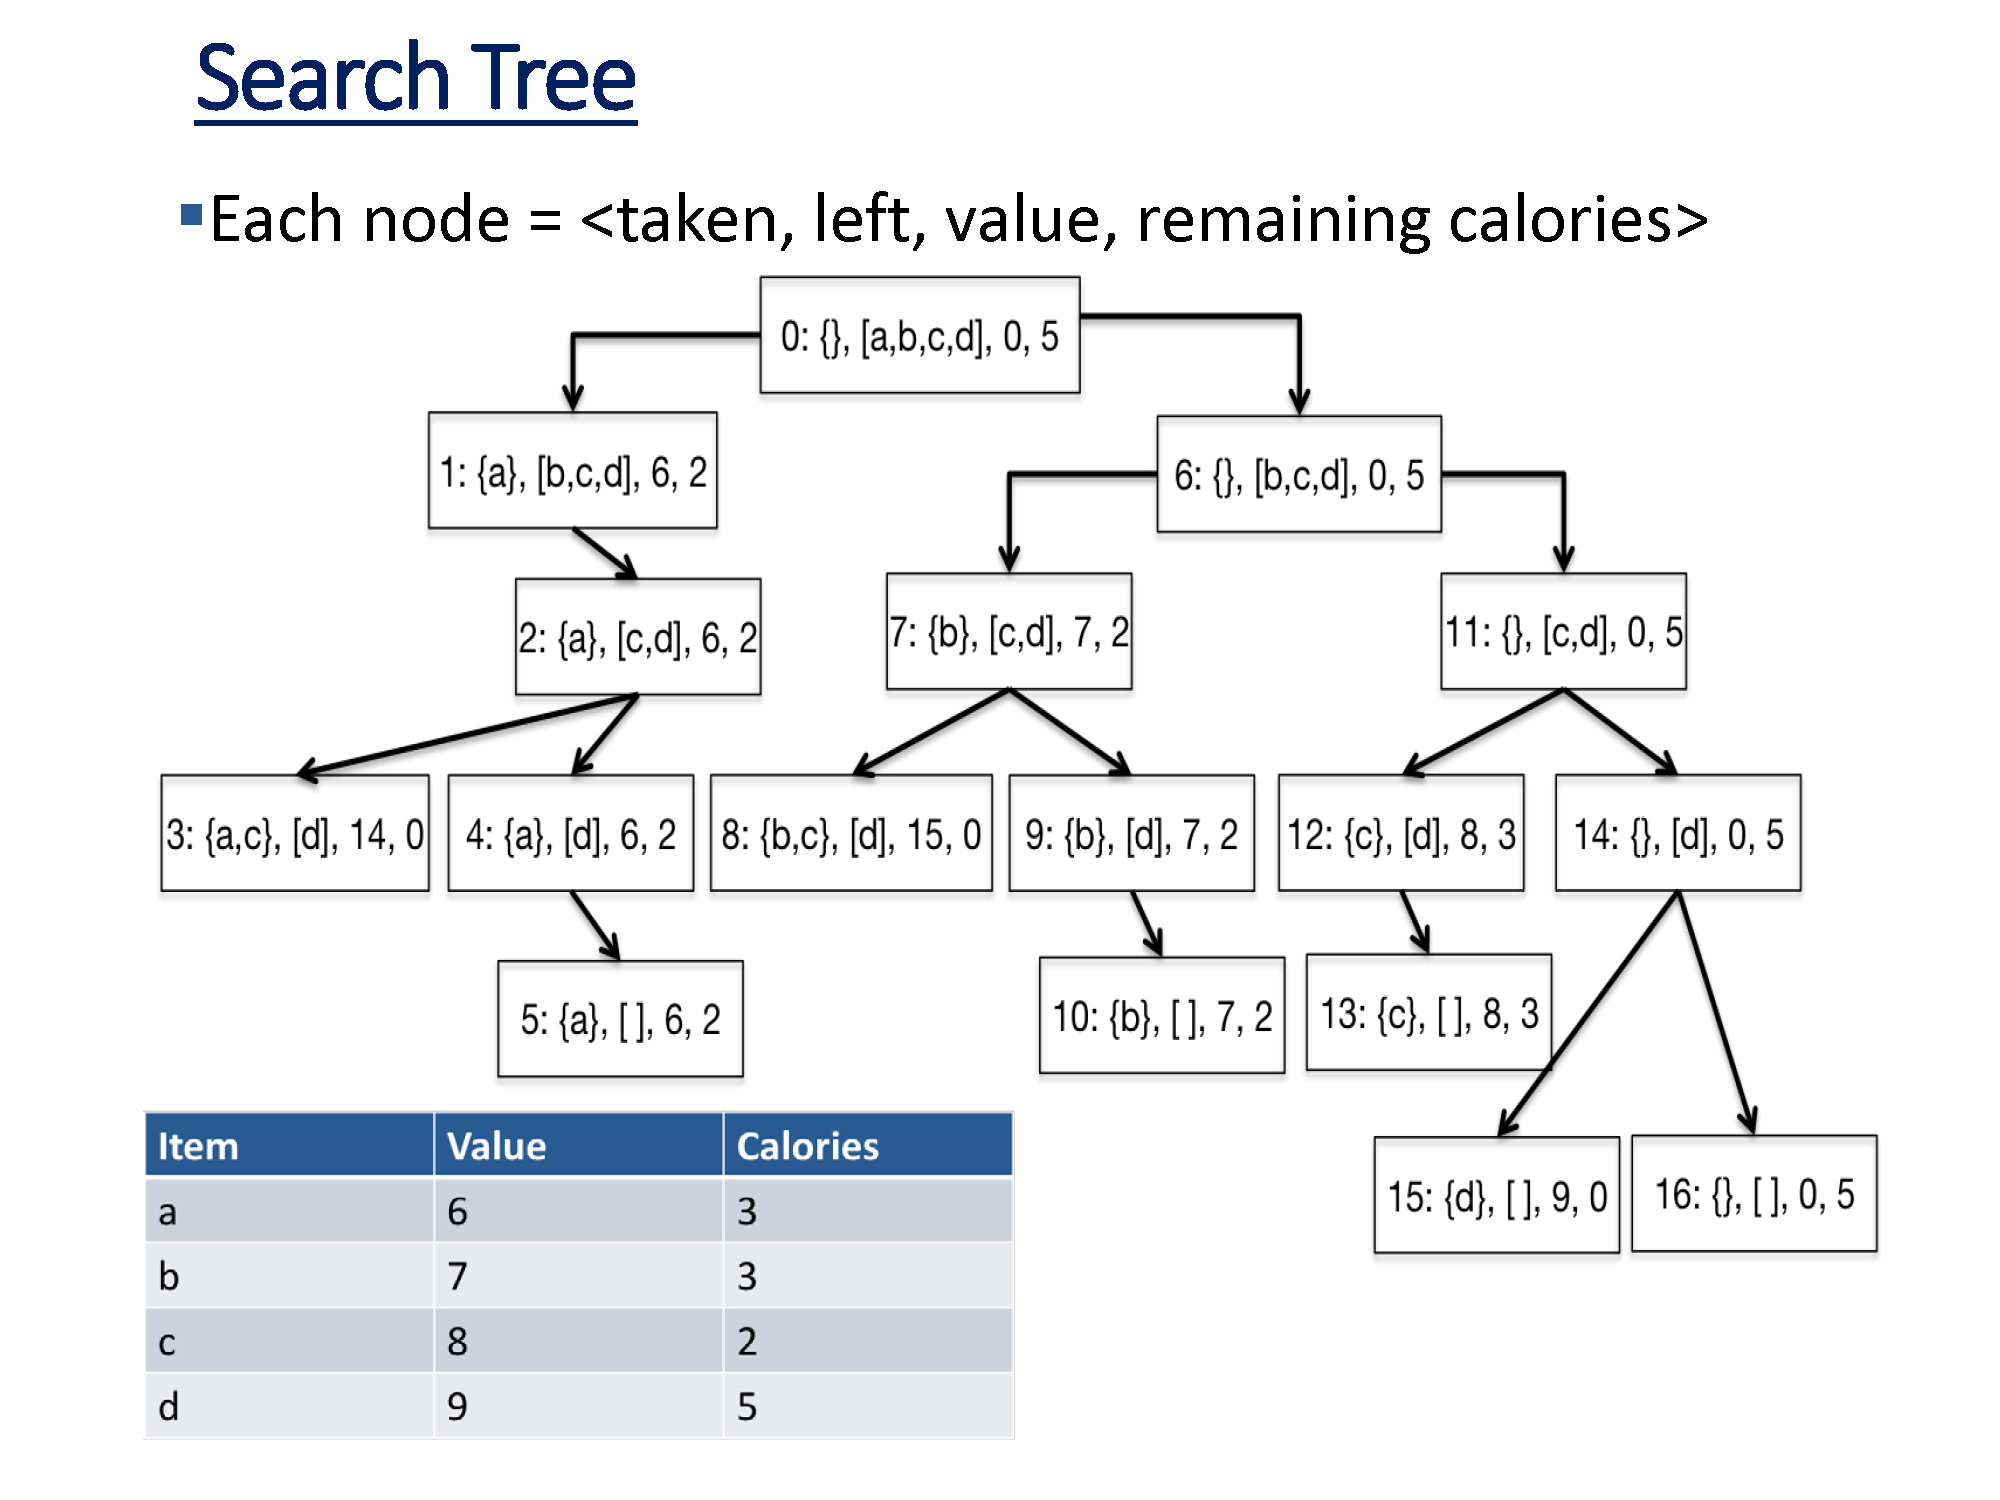 Search Tree
▪Each node = <taken, left, value, remaining calories>
0: {}, [a,b,c,d], 0, 5
1: {a}, [b,c,d], 6, 2
6: {}, [b,c,d], 0, 5
2: {a}, [c,d], 6, 2
7: {b}, [c,d], 7, 2
11: {}, [c,d], 0, 5
3: {a,c}, [d], 14, 0
4: {a}, [d], 6, 2
8: {b,c}, [d], 15, 0
9: {b}, [d], 7, 2
12: {c}, [d], 8, 3
14: {}, [d], 0, 5
5: {a}, [ ], 6, 2
10: {b}, [ ], 7, 2
13: {c}, [ ], 8, 3
15: {d}, [ ], 9, 0
16: {}, [ ], 0, 5
Item Value Calories
a 6 3
b 7 3
c 8 2
d 9 5